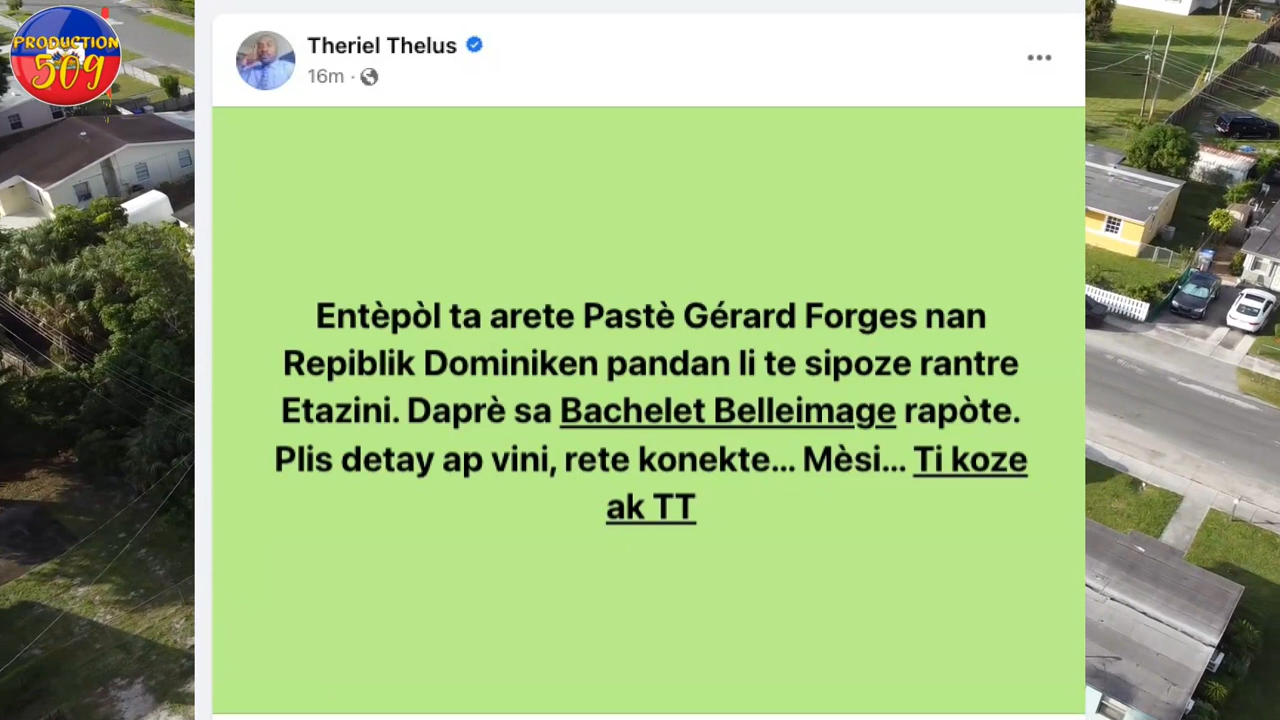 PRODUCTION
509
Theriel Thelus
16m ·
Entèpòl ta arete Pastè Gérard Forges nan
Repiblik Dominiken pandan li te sipoze rantre
Etazini. Daprè sa Bachelet Belleimage rapòte.
Plis detay ap vini, rete konekte... Mèsi... Ti koze
ak TT